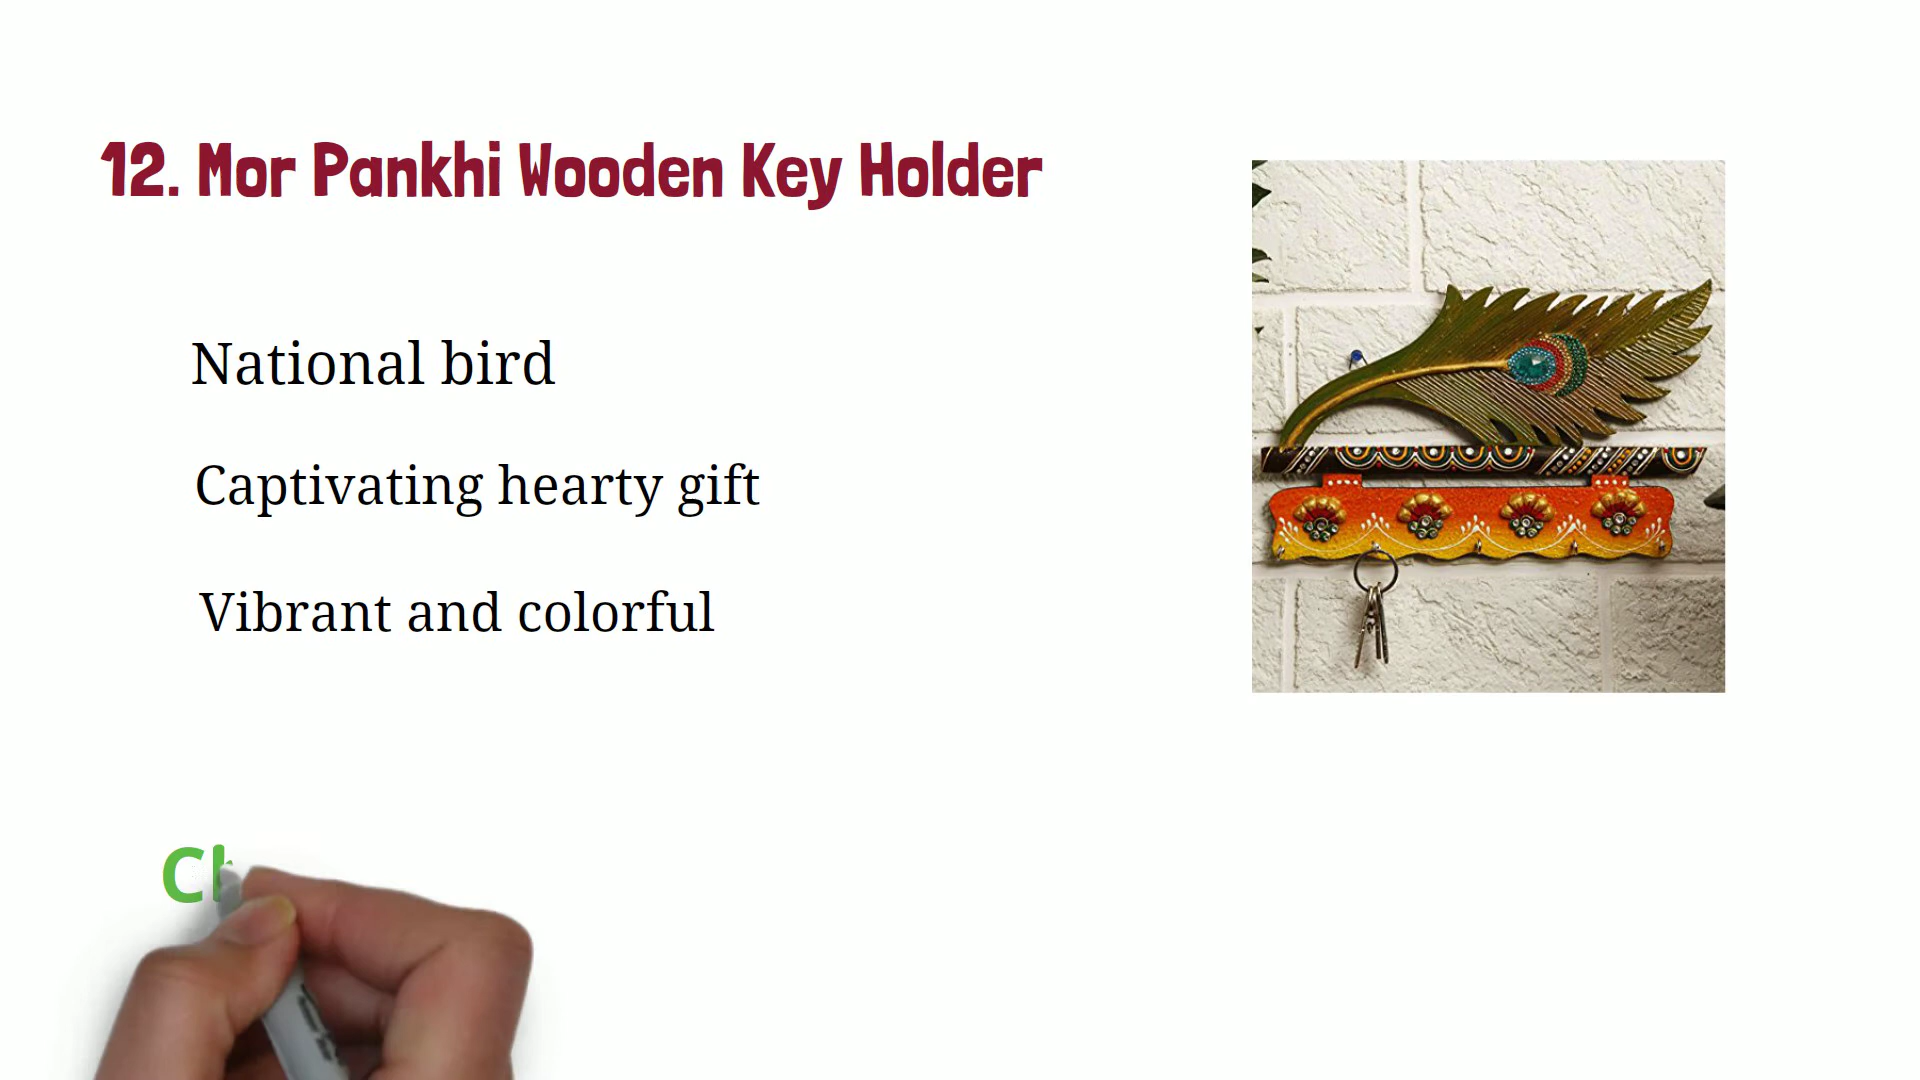 12. Mor Pankhi Wooden Key Holder
National bird
Captivating hearty gift
Vibrant and colorful